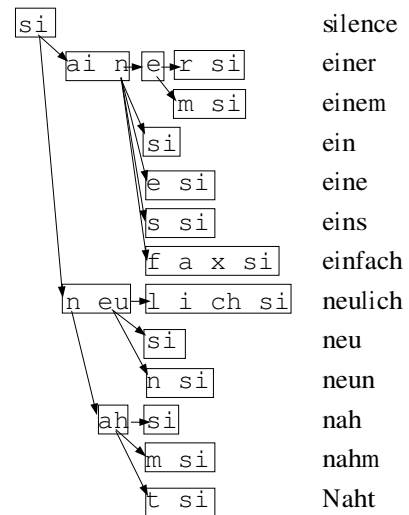 si silence
ai n e r si einer
m si einem
si ein
e si eine
s si eins
f a x si einfach
n eu l i ch si neulich
si neu
n si neun
ah si nah
m si nahm
t si Naht